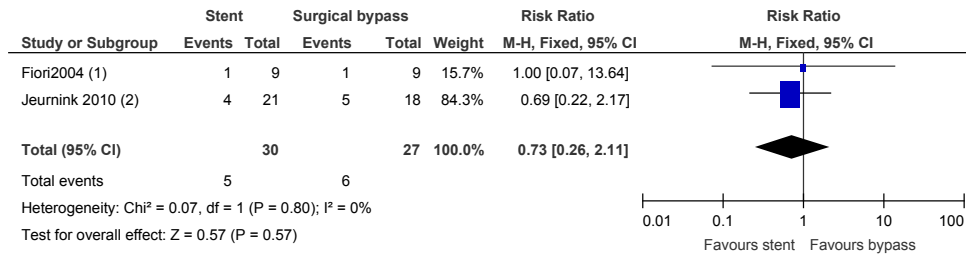 Stent Surgical bypass Risk Ratio Risk Ratio
Study or Subgroup Events Total Events Total Weight M-H, Fixed, 95% CI M-H, Fixed, 95% CI
Fiori2004 (1) 1 9 1 9 15.7% 1.00 [0.07, 13.64]
Jeurnink 2010 (2) 4 21 5 18 84.3% 0.69 [0.22, 2.17]
Total (95% CI) 30 27 100.0% 0.73 [0.26, 2.11]
Total events 5 6
Heterogeneity: Chi² = 0.07, df = 1 (P = 0.80); I² = 0%
Test for overall effect: Z = 0.57 (P = 0.57)
0.01 0.1 1 10 100
Favours stent Favours bypass